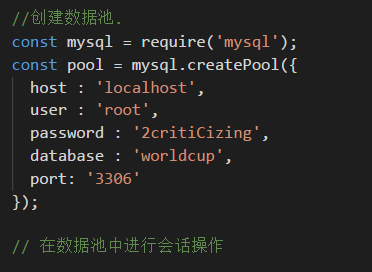 //创建数据池.
const mysql = require('mysql');
const pool = mysql.createPool({
  host : 'localhost',
  user : 'root',
  password : '2critiCizing',
  database : 'worldcup',
  port: '3306'
});
// 在数据池中进行会话操作